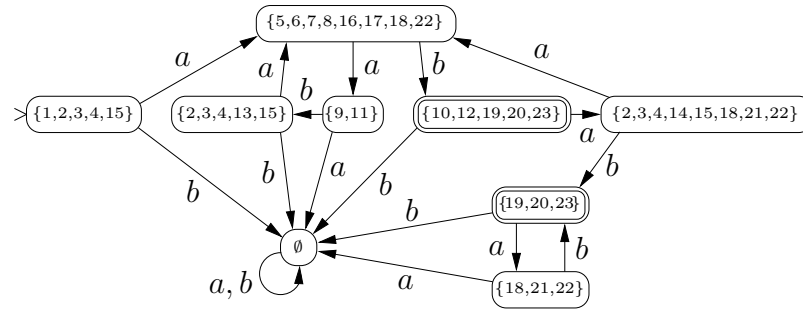 {5,6,7,8,16,17,18,22}
a
a
a
b
a
{1,2,3,4,15}
{2,3,4,13,15}
b
{9,11}
{10,12,19,20,23}
a
{2,3,4,14,15,18,21,22}
b
b
a
b
b
b
{19,20,23}
∅
a
b
a, b
a
{18,21,22}